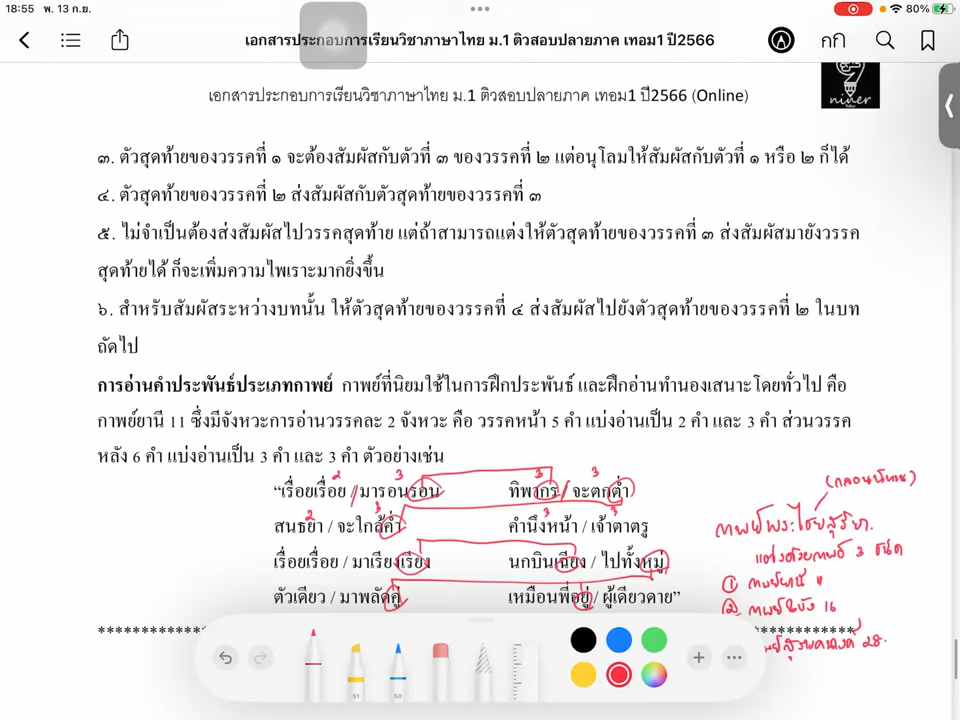 18:55 พ. 13 ก.ย.
80%
เอกสารประกอบการเรียนวิชาภาษาไทย ม.1 ติวสอบปลายภาค เทอม1 ปี2566
กกิ
เอกสารประกอบการเรียนวิชาภาษาไทย ม.1 ติวสอบปลายภาค เทอม1 ปี2566 (Online)
niner
๓. ตัวสุดท้ายของวรรคที่ ๑ จะต้องสัมผัสกับตัวที่ ๓ ของวรรคที่ ๒ แต่อนุโลมให้สัมผัสกับตัวที่ ๑ หรือ ๒ ก็ได้
๔. ตัวสุดท้ายของวรรคที่ ๒ ส่งสัมผัสกับตัวสุดท้ายของวรรคที่ ๓
๕. ไม่จำเป็นต้องส่งสัมผัสไปวรรคสุดท้าย แต่ถ้าสามารถแต่งให้ตัวสุดท้ายของวรรคที่ ๓ ส่งสัมผัสมายังวรรค
สุดท้ายได้ ก็จะเพิ่มความไพเราะมากยิ่งขึ้น
๖. สำหรับสัมผัสระหว่างบทนั้น ให้ตัวสุดท้ายของวรรคที่ ๔ ส่งสัมผัสไปยังตัวสุดท้ายของวรรคที่ ๒ ในบท
ถัดไป
การอ่านคำประพันธ์ประเภทกาพย์ กาพย์ที่นิยมใช้ในการฝึกประพันธ์ และฝึกอ่านทำนองเสนาะโดยทั่วไป คือ
กาพย์ยานี 11 ซึ่งมีจังหวะการอ่านวรรคละ 2 จังหวะ คือ วรรคหน้า 5 คำ แบ่งอ่านเป็น 2 คำ และ 3 คำ ส่วนวรรค
หลัง 6 คำ แบ่งอ่านเป็น 3 คำ และ 3 คำ ตัวอย่างเช่น
2 3 3 3
“เรื่อยเรื่อย / มารอนรอน ทิพากร / จะตกต่ำ
2 3 3 3
สนธยา / จะใกล้ค่ำ คำนึงหน้า / เจ้าตาตรู
เรื่อยเรื่อย / มาเรียงเรียง นกบินเฉียง / ไปทั้งหมู่
ตัวเดียว / มาพลัดคู่ เหมือนพี่อยู่ / ผู้เดียวดาย”
กาพย์พระไชยสุริยา
แต่งด้วยกาพย์ 3 ชนิด
① กาพย์ยานี 11
② กาพย์ฉบัง 16
28
51
50